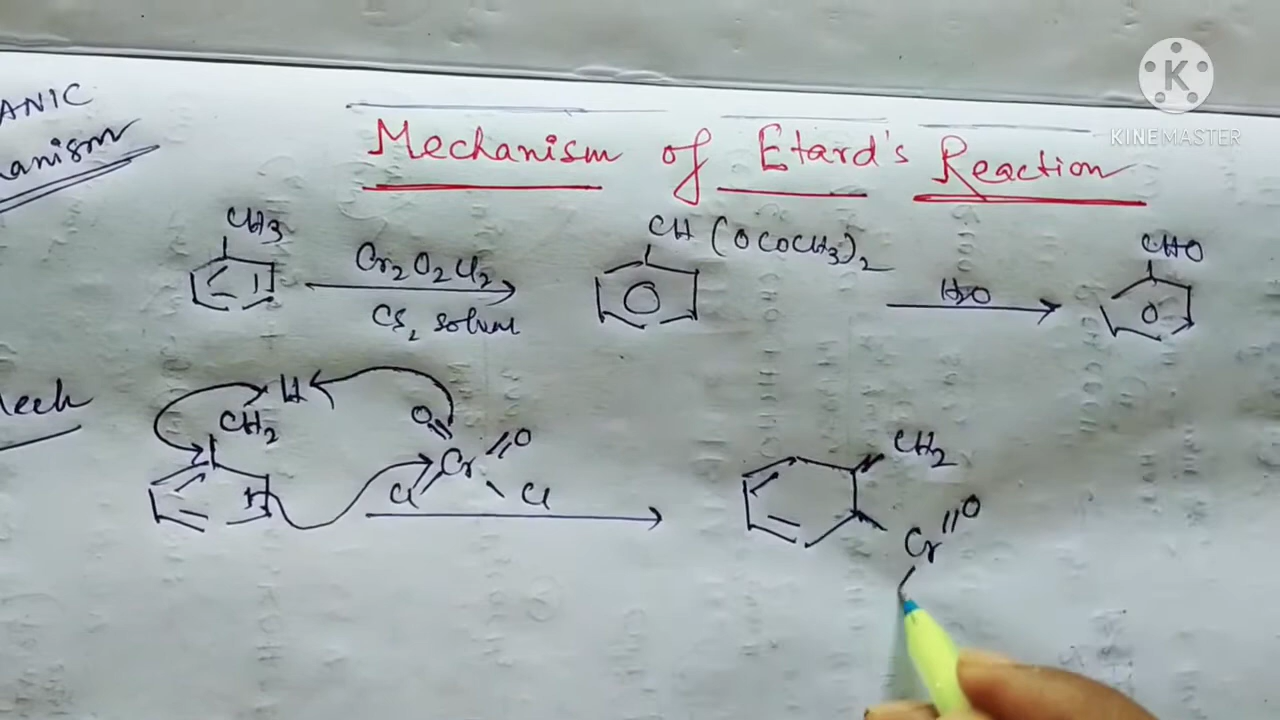 ANIC
anism
K
KINEMASTER
Mechanism of Etard's Reaction
CH3
Cr2O2Cl2
CS2 solvent
CH (OCOCH3)2
H2O
CHO
Mech
H
CH2
O
O
Cr
Cl
Cl
CH2
Cr
O